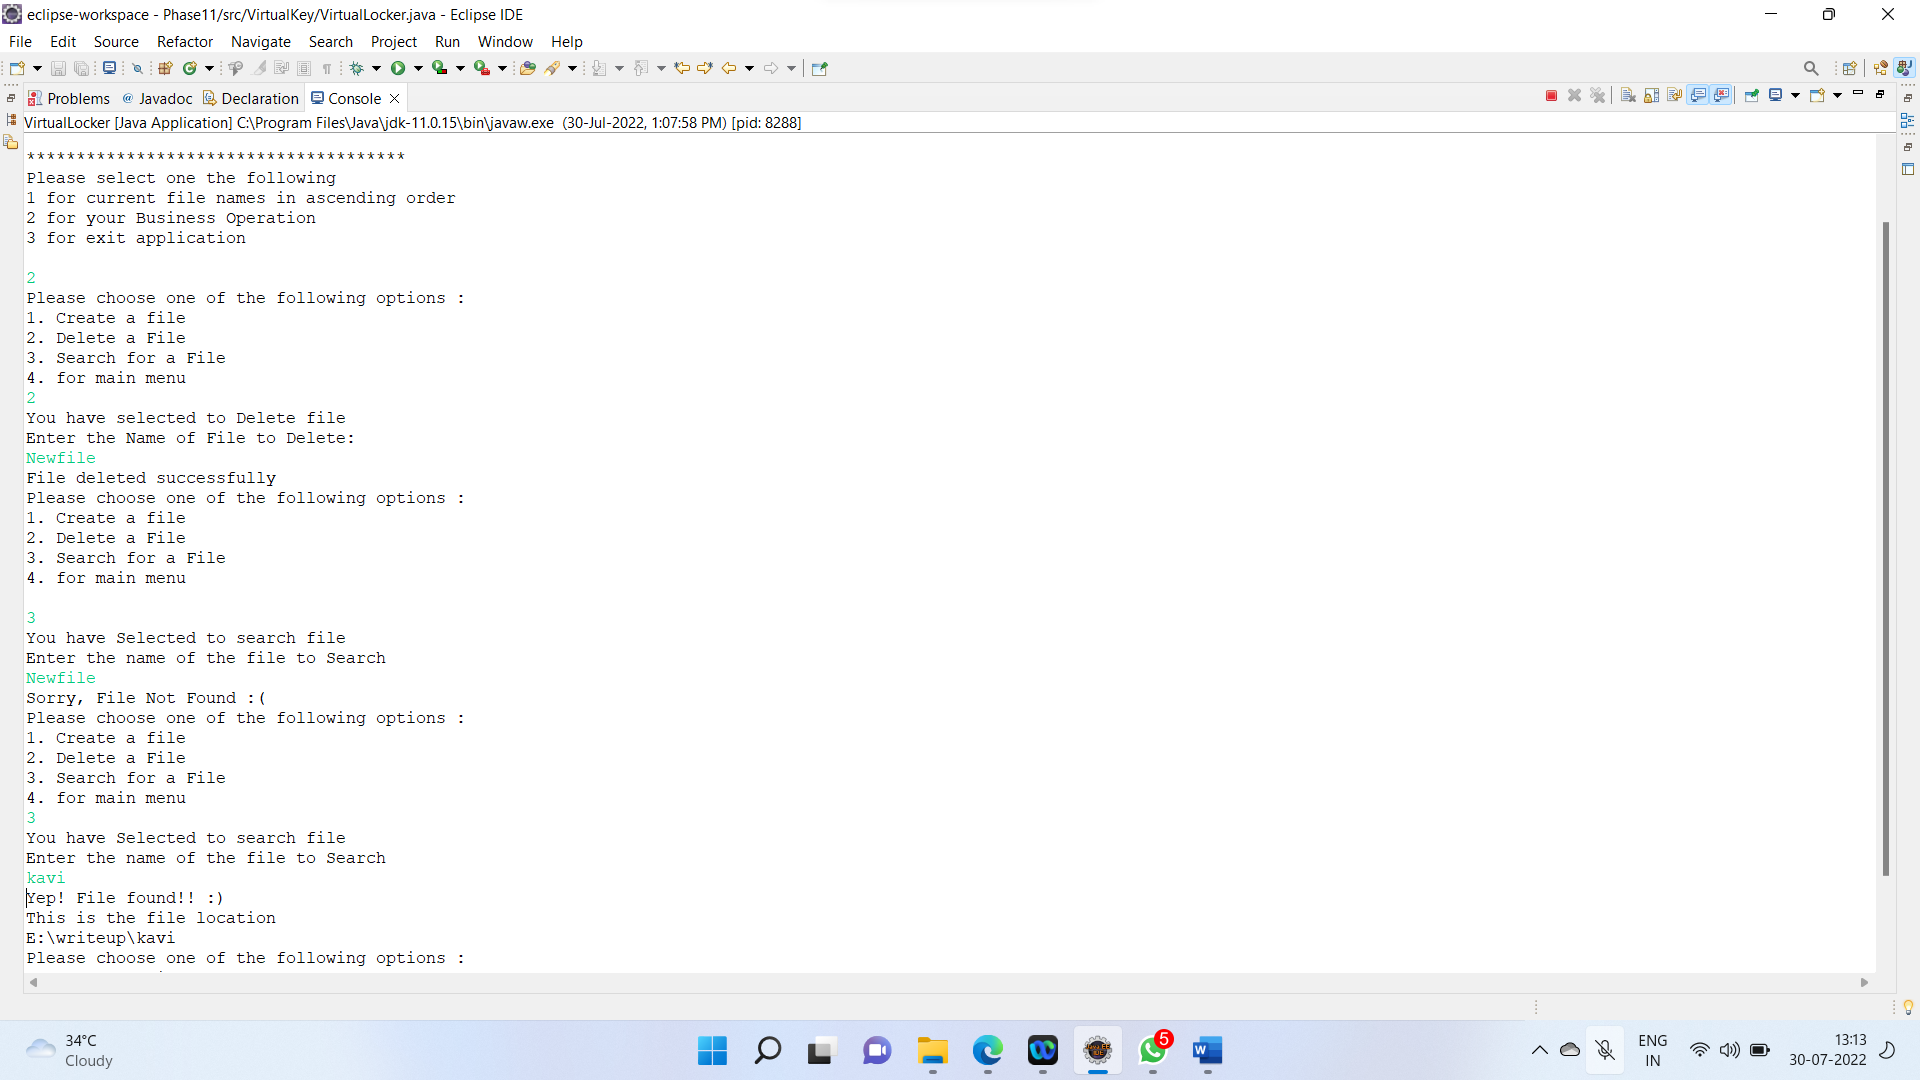 eclipse-workspace - Phase11/src/VirtualKey/VirtualLocker.java - Eclipse IDE
File Edit Source Refactor Navigate Search Project Run Window Help
Problems @ Javadoc Declaration Console
VirtualLocker [Java Application] C:\Program Files\Java\jdk-11.0.15\bin\javaw.exe (30-Jul-2022, 1:07:58 PM) [pid: 8288]
**************************************
Please select one the following
1 for current file names in ascending order
2 for your Business Operation
3 for exit application
2
Please choose one of the following options :
1. Create a file
2. Delete a File
3. Search for a File
4. for main menu
2
You have selected to Delete file
Enter the Name of File to Delete:
Newfile
File deleted successfully
Please choose one of the following options :
1. Create a file
2. Delete a File
3. Search for a File
4. for main menu
3
You have Selected to search file
Enter the name of the file to Search
Newfile
Sorry, File Not Found :(
Please choose one of the following options :
1. Create a file
2. Delete a File
3. Search for a File
4. for main menu
3
You have Selected to search file
Enter the name of the file to Search
kavi
Yep! File found!! :)
This is the file location
E:\writeup\kavi
Please choose one of the following options :
34°C
Cloudy
5
ENG
IN
13:13
30-07-2022